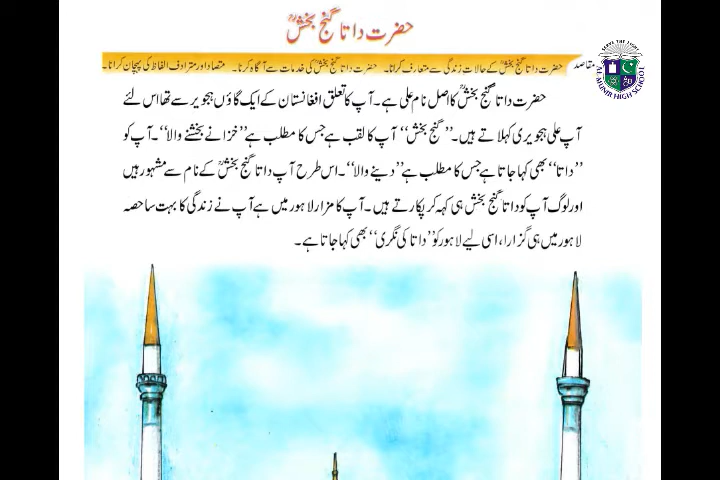 حضرت داتا گنج بخشؒ
مقاصد
حضرت داتا گنج بخشؒ کے حالات زندگی سے متعارف کرانا۔ حضرت داتا گنج بخشؒ کی خدمات سے آگاہ کرنا۔ متضاد اور مترادف الفاظ کی پہچان کرانا۔
SERVE THE LIGHT
AL MUNIR HIGH SCHOOL
حضرت داتا گنج بخشؒ کا اصل نام علی ہے۔ آپ کا تعلق افغانستان کے ایک گاؤں ہجویر سے تھا اس لئے
آپ علی ہجویری کہلاتے ہیں۔ ”گنج بخش“ آپ کا لقب ہے جس کا مطلب ہے ”خزانے بخشنے والا“۔ آپ کو
”داتا“ بھی کہا جاتا ہے جس کا مطلب ہے ”دینے والا“۔ اس طرح آپ داتا گنج بخشؒ کے نام سے مشہور ہیں
اور لوگ آپ کو داتا گنج بخش ہی کہہ کر پکارتے ہیں۔ آپ کا مزار لاہور میں ہے آپ نے زندگی کا بہت سا حصہ
لاہور میں ہی گزارا، اسی لیے لاہور کو ”داتا کی نگری“ بھی کہا جاتا ہے۔